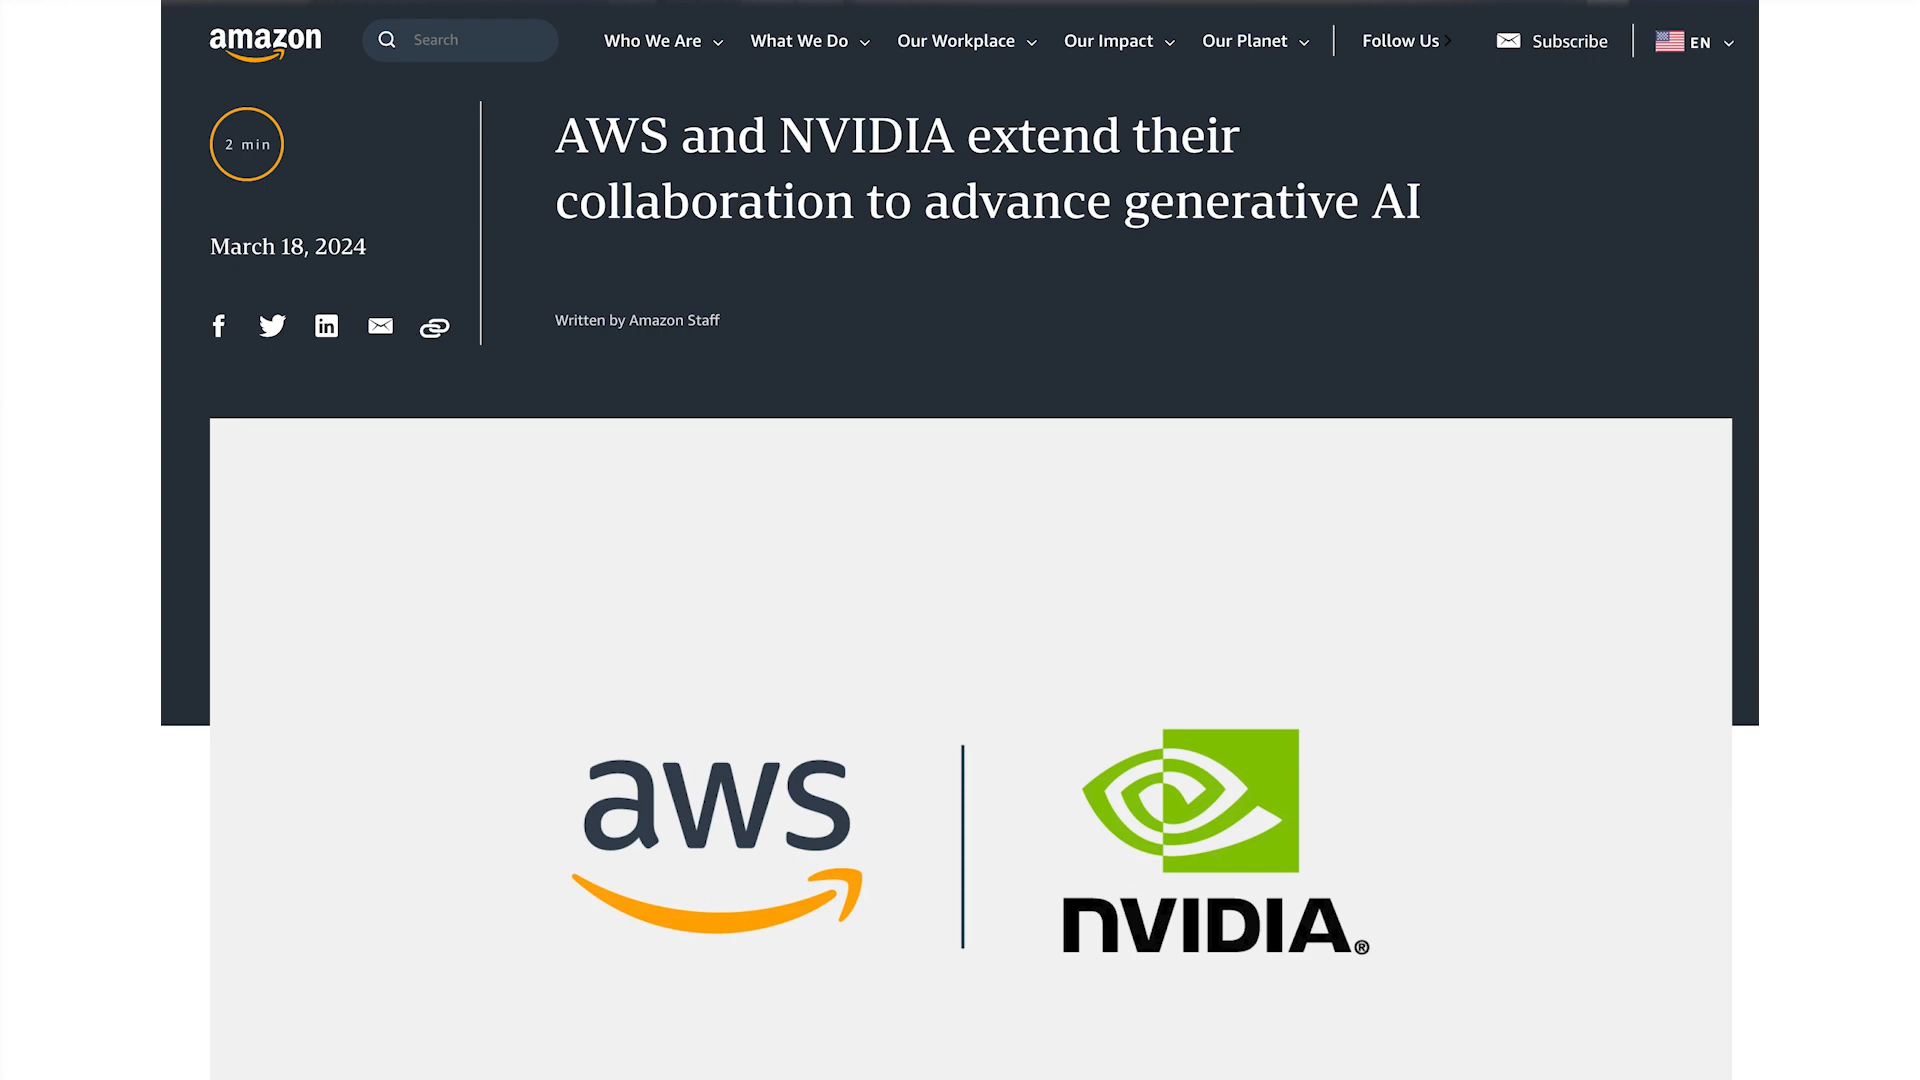 amazon
Search
Who We Are
What We Do
Our Workplace
Our Impact
Our Planet
Follow Us
Subscribe
EN
2 min
March 18, 2024
AWS and NVIDIA extend their
collaboration to advance generative AI
Written by Amazon Staff
aws
NVIDIA®